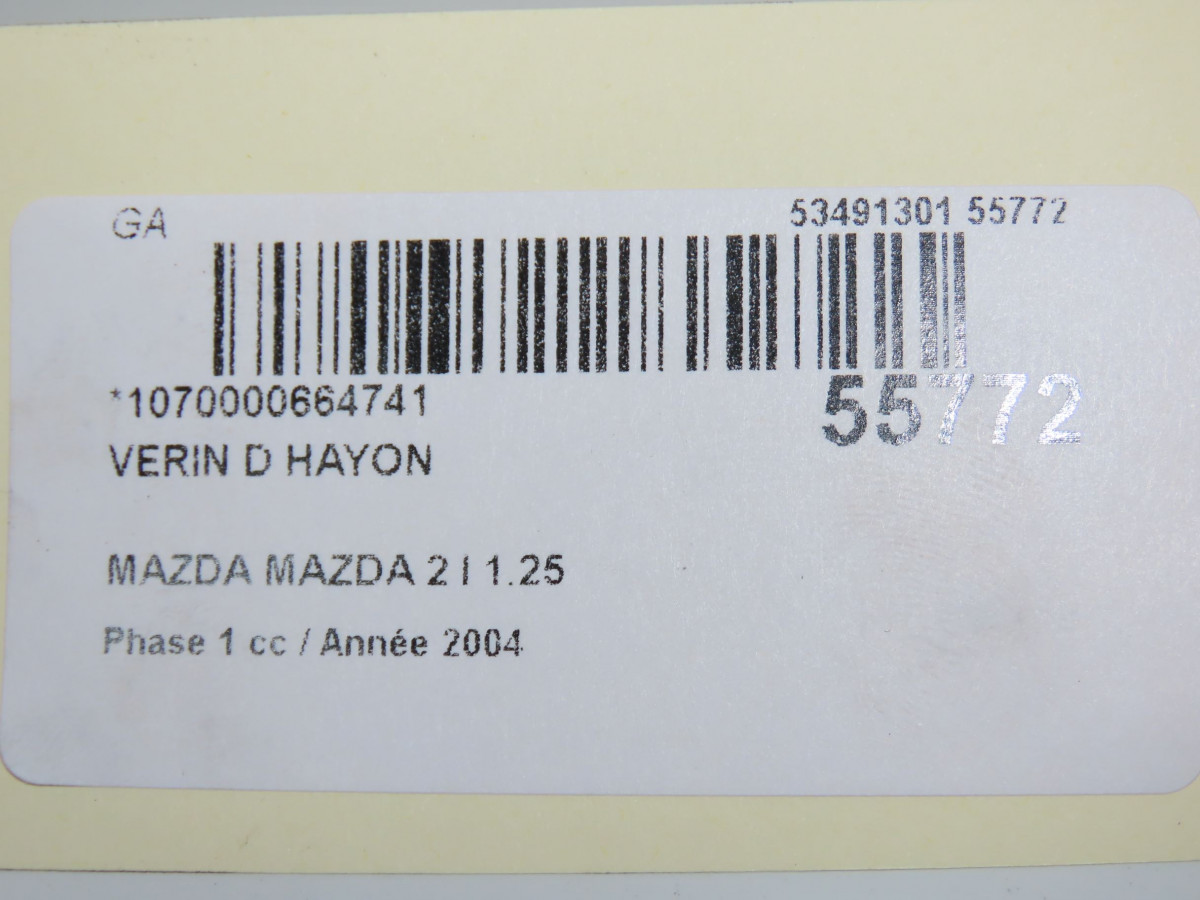 GA
53491301 55772
*1070000664741
55772
VERIN D HAYON
MAZDA MAZDA 2 I 1.25
Phase 1 cc / Année 2004